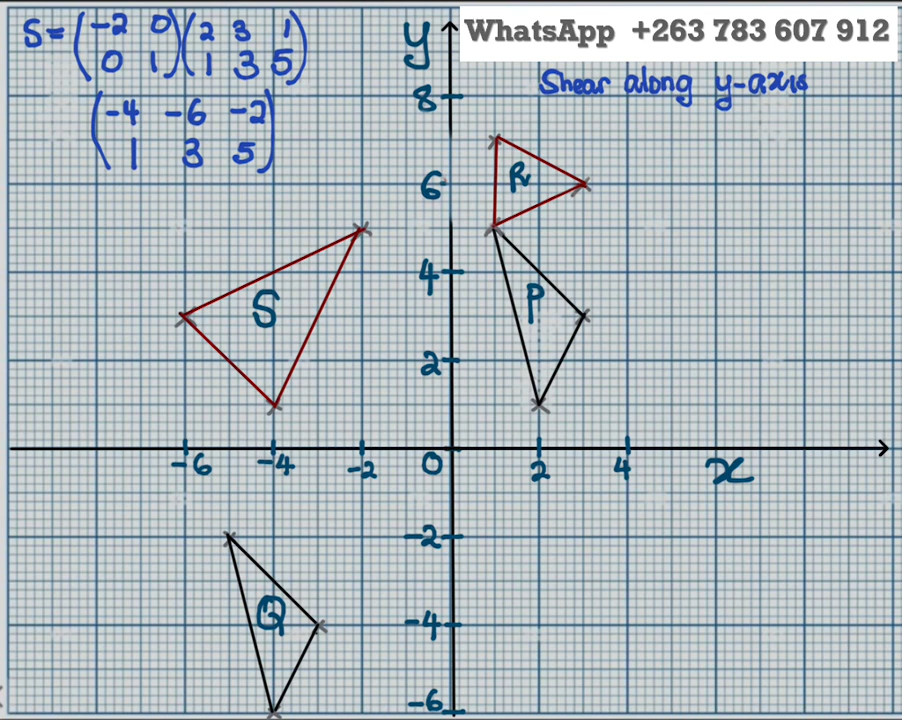 S = (-2 0) (2 3 1)
(0 1) (1 3 5)
(-4 -6 -2)
(1 3 5)
WhatsApp +263 783 607 912
Shear along y-axis
y
8
6
4
2
0
-2
-4
-6
-6 -4 -2 2 4
x
R
S
P
Q